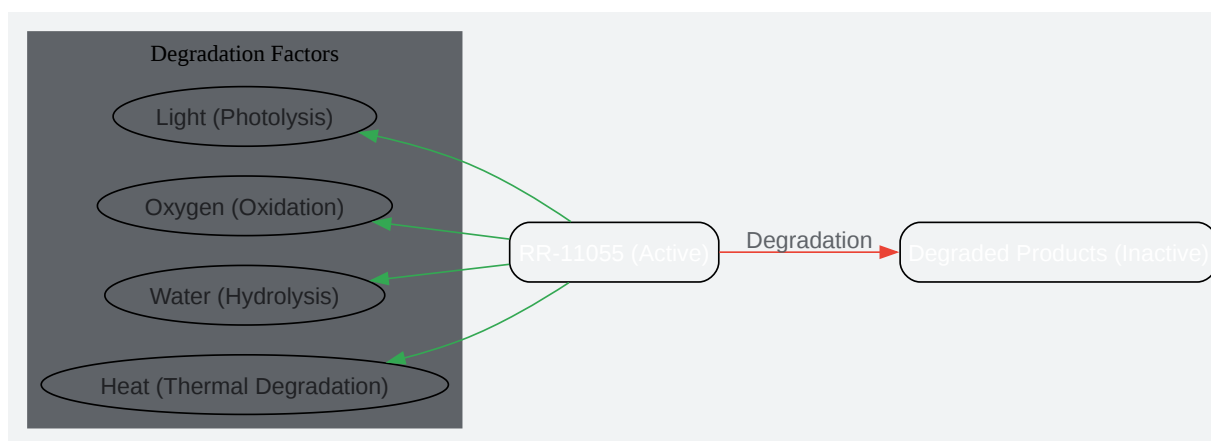 Degradation Factors
Light (Photolysis)
Oxygen (Oxidation)
Water (Hydrolysis)
Heat (Thermal Degradation)
RR-11055 (Active)
Degradation
Degraded Products (Inactive)